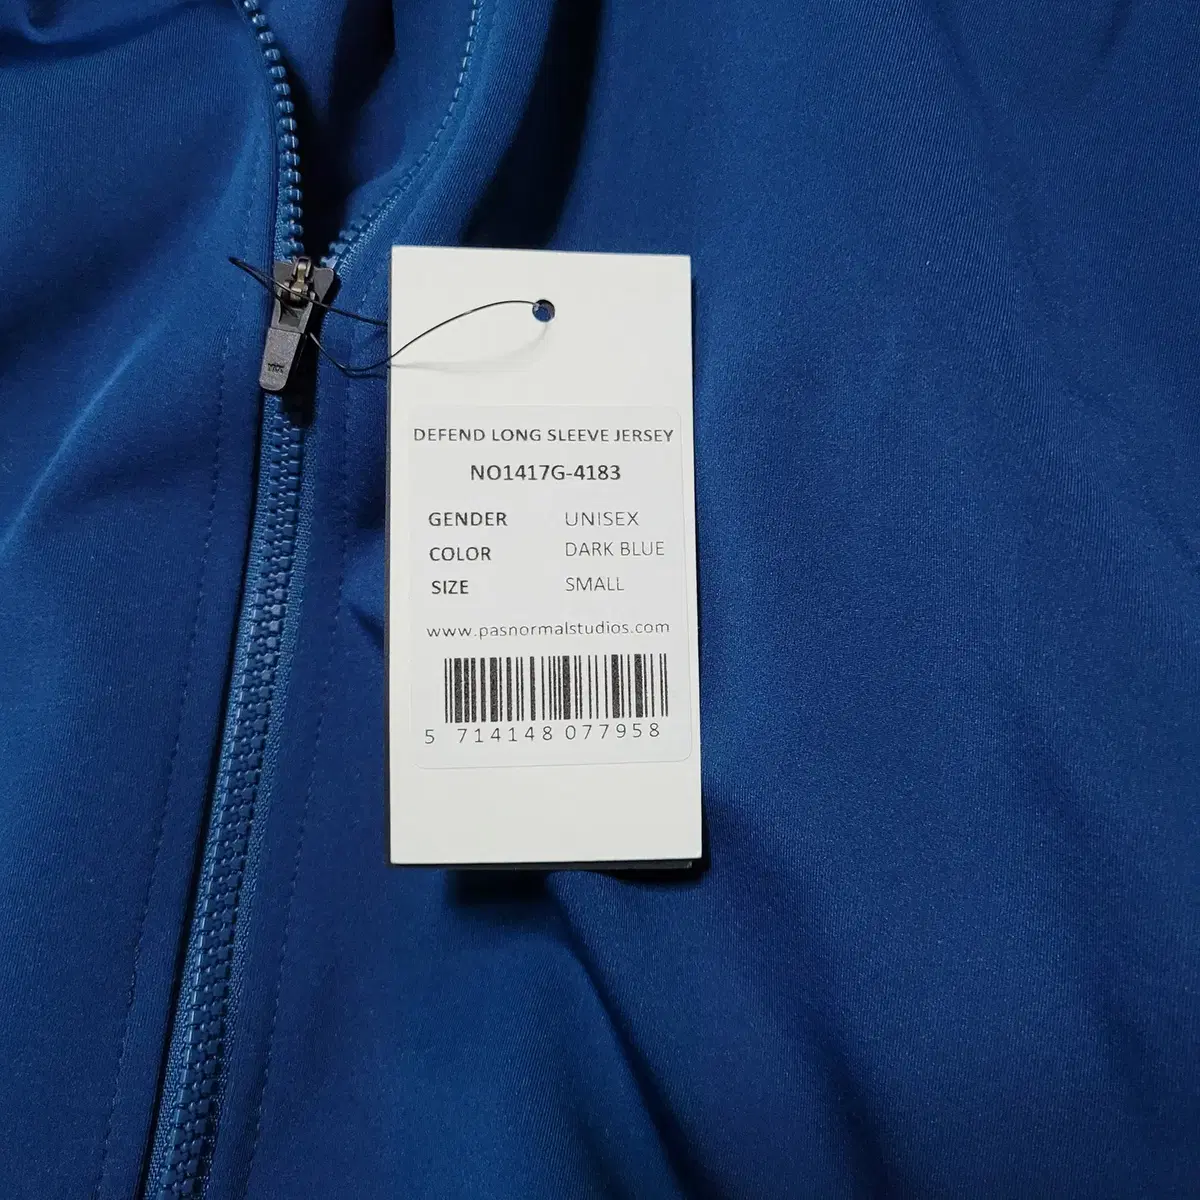 DEFEND LONG SLEEVE JERSEY
NO1417G-4183
GENDER UNISEX
COLOR DARK BLUE
SIZE SMALL
www.pasnormalstudios.com
5 714148 077958